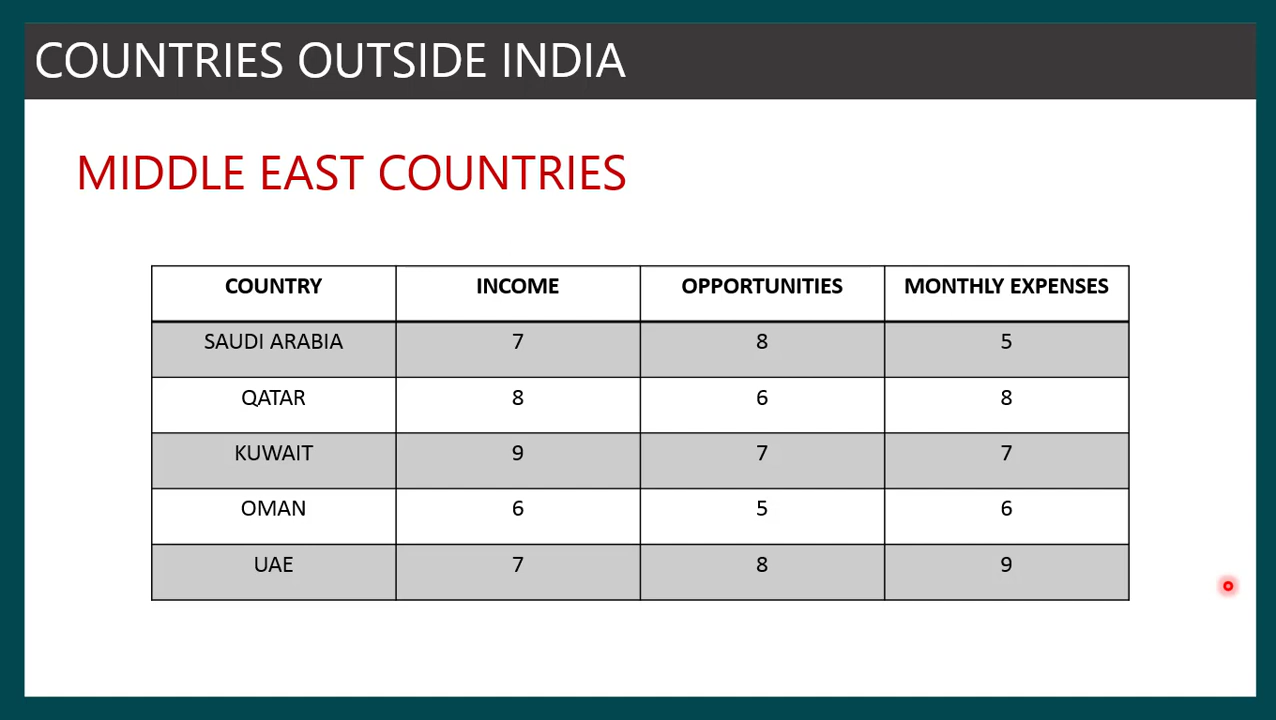 COUNTRIES OUTSIDE INDIA
MIDDLE EAST COUNTRIES
COUNTRY INCOME OPPORTUNITIES MONTHLY EXPENSES
SAUDI ARABIA 7 8 5
QATAR 8 6 8
KUWAIT 9 7 7
OMAN 6 5 6
UAE 7 8 9